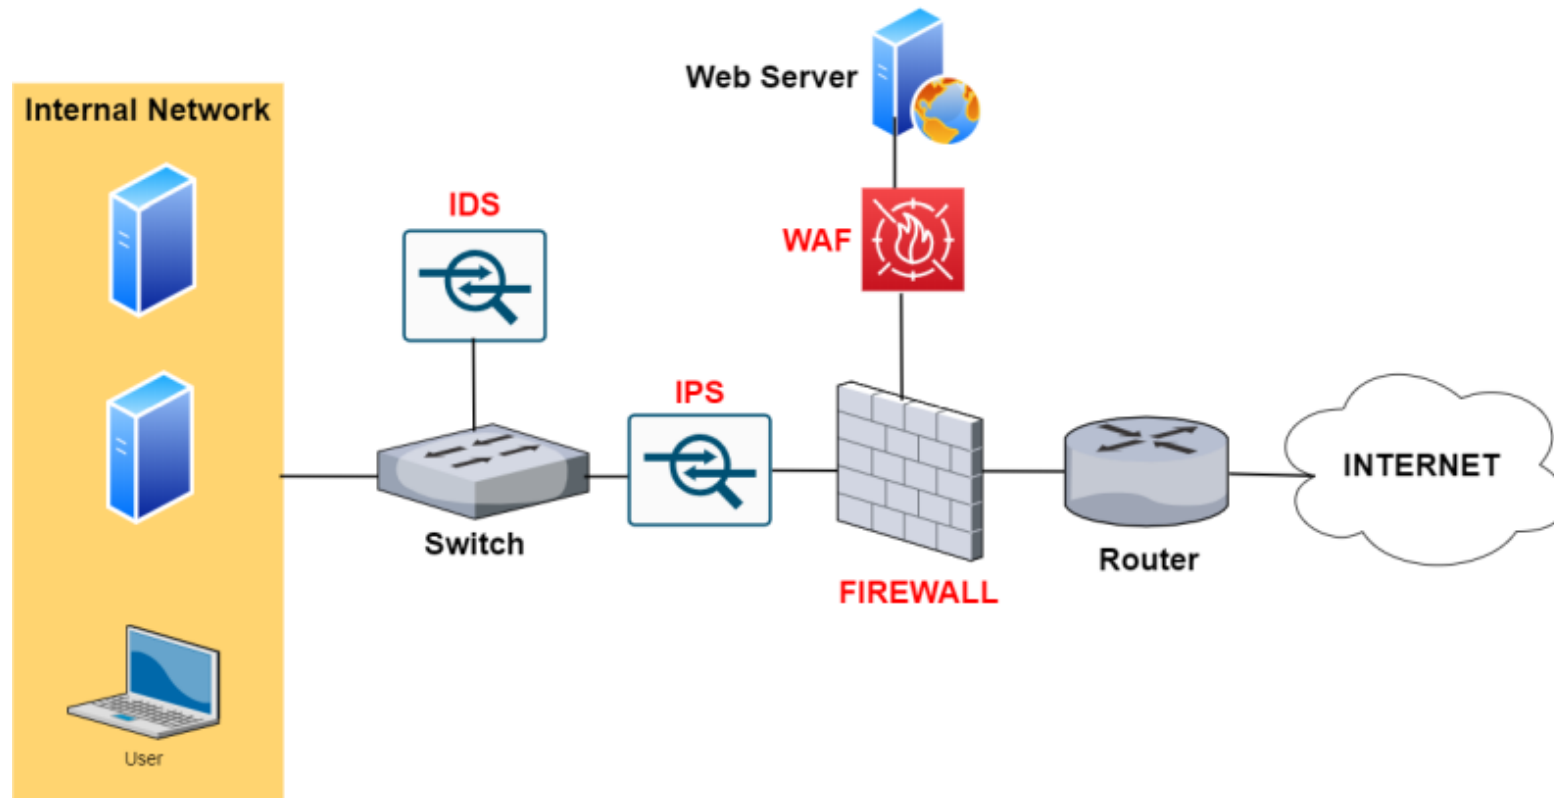 Web Server
Internal Network
IDS
WAF
IPS
INTERNET
Switch
Router
FIREWALL
User